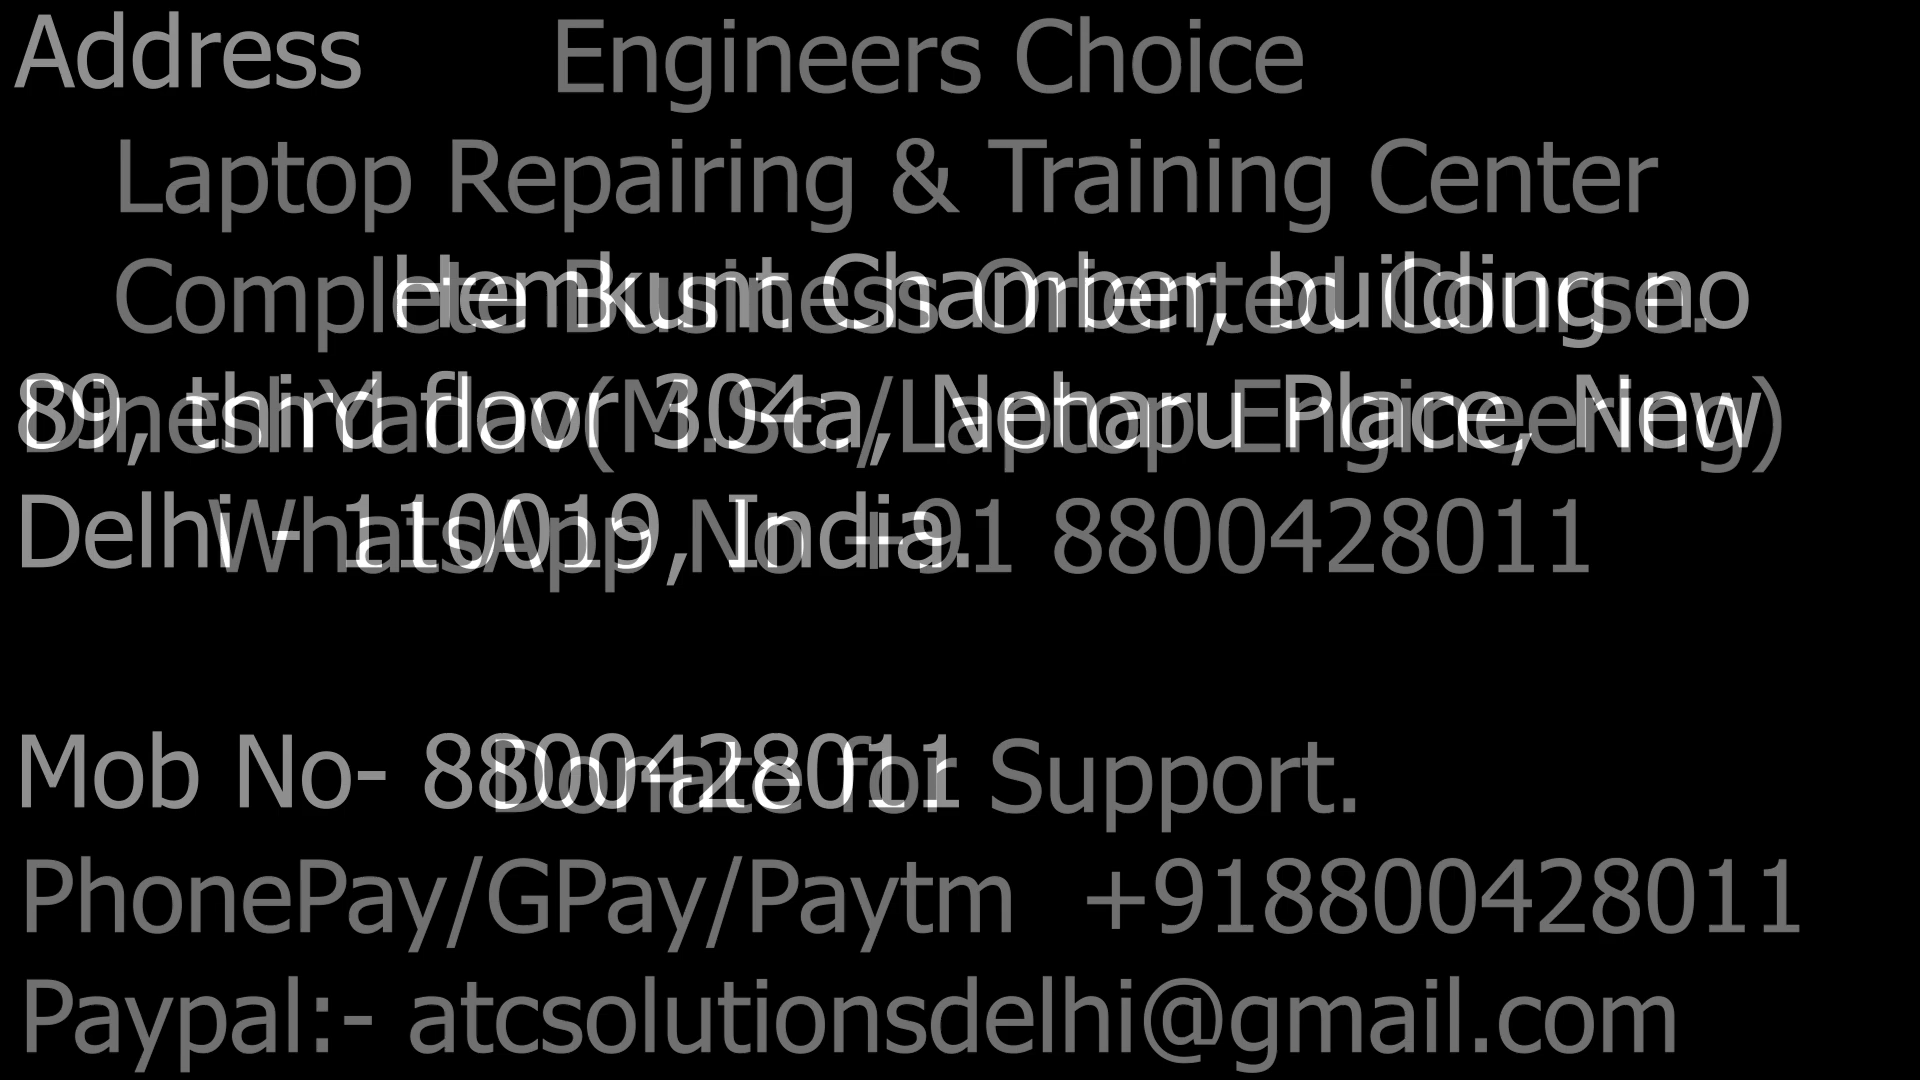 Address
Engineers Choice
Laptop Repairing & Training Center
Complete Business Oriented Course.
Hemkunt Chamber, building no
Dinesh Yadav(M.Sc./Laptop Engineering)
89, third floor 304a, Neharu Place, New
WhatsApp No +91 8800428011
Delhi - 110019, India.
Donate for Support.
Mob No- 8800428011
PhonePay/GPay/Paytm +918800428011
Paypal:- atcsolutionsdelhi@gmail.com